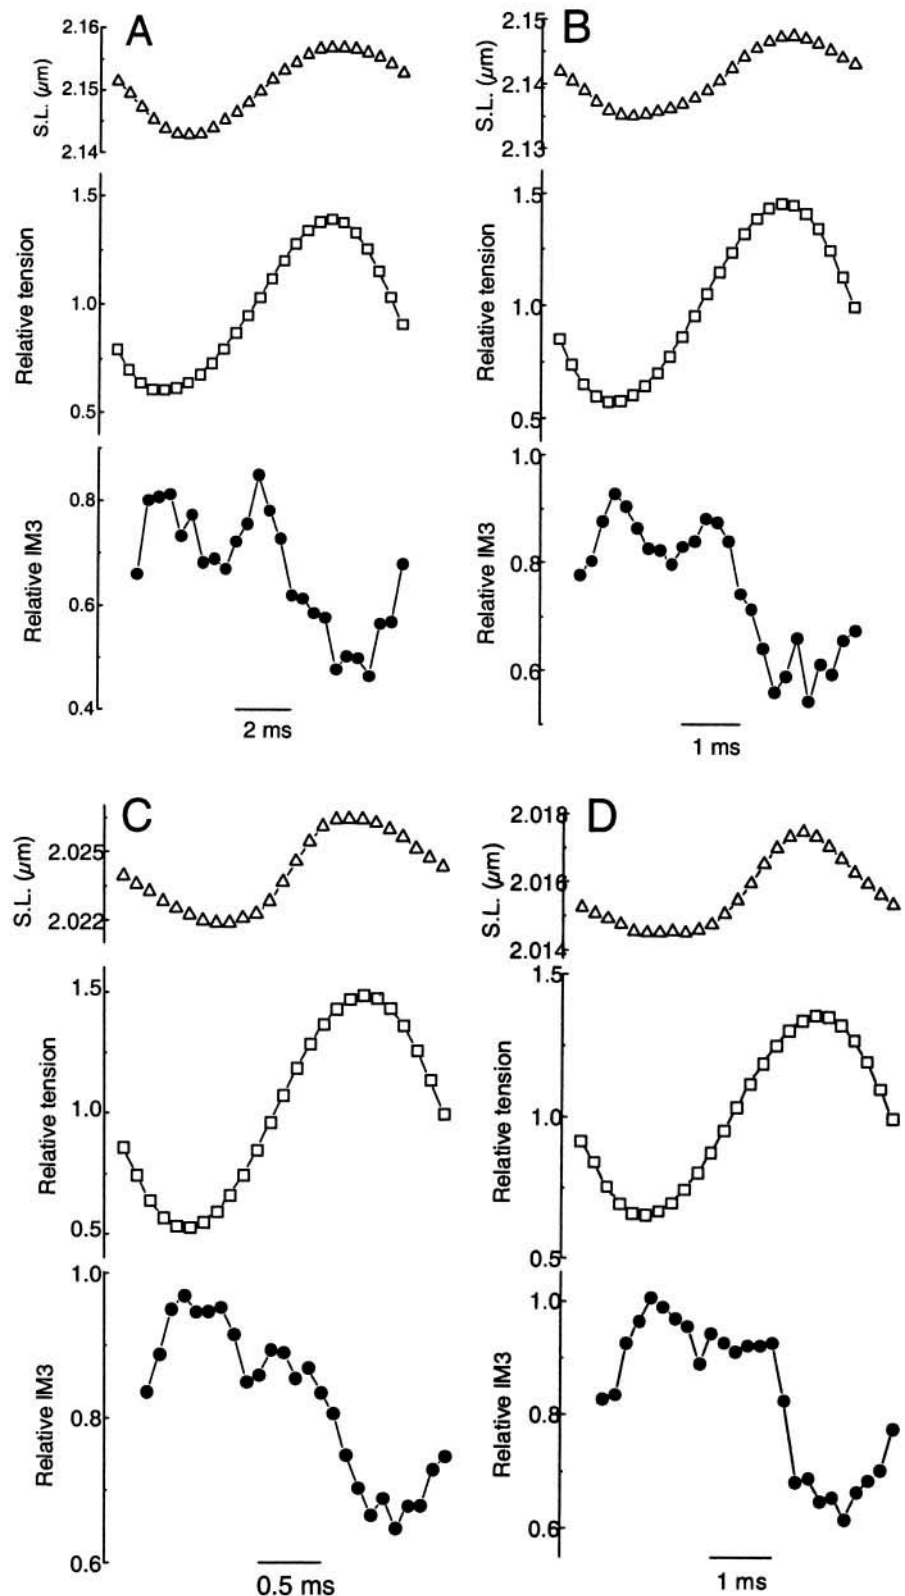 A
S.L. (μm)
2.16
2.15
2.14
Relative tension
1.5
1.0
0.5
Relative IM3
0.8
0.6
0.4
2 ms
B
S.L. (μm)
2.15
2.14
2.13
Relative tension
1.5
1.0
0.5
Relative IM3
1.0
0.8
0.6
1 ms
C
S.L. (μm)
2.025
2.022
Relative tension
1.5
1.0
0.5
Relative IM3
1.0
0.8
0.6
0.5 ms
D
S.L. (μm)
2.018
2.016
2.014
Relative tension
1.5
1.0
0.5
Relative IM3
1.0
0.8
0.6
1 ms